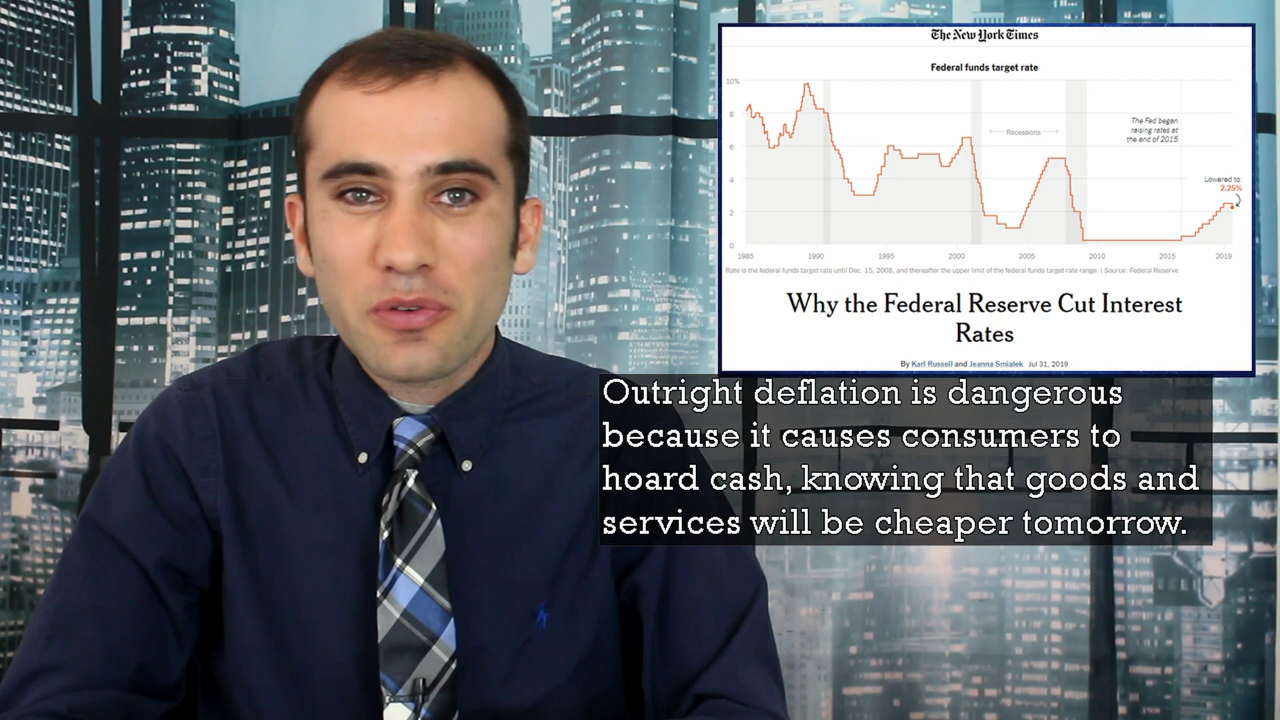 The New York Times
Federal funds target rate
10%
8
6
4
2
0
Recessions
The Fed began
raising rates at
the end of 2015
Lowered to:
2.25%
1985 1990 1995 2000 2005 2010 2015 2019
Rate is the federal funds target rate until Dec. 15, 2008, and thereafter the upper limit of the federal funds target rate range. | Source: Federal Reserve
Why the Federal Reserve Cut Interest
Rates
By Karl Russell and Jeanna Smialek Jul 31, 2019
Outright deflation is dangerous
because it causes consumers to
hoard cash, knowing that goods and
services will be cheaper tomorrow.